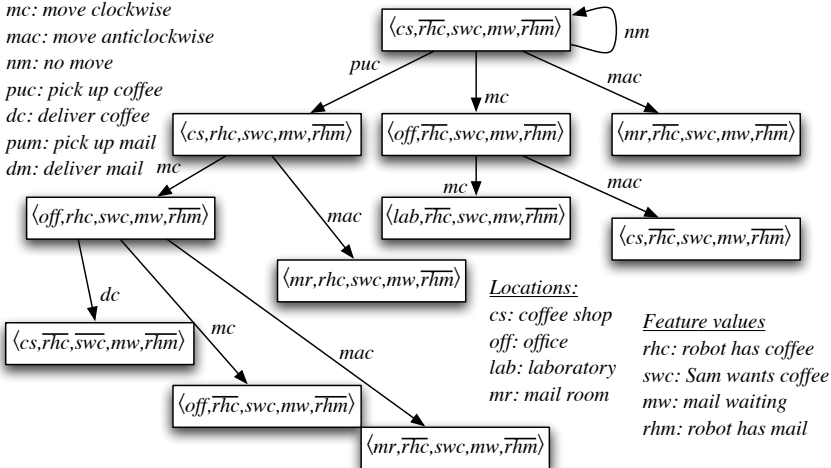 mc: move clockwise
mac: move anticlockwise
nm: no move
puc: pick up coffee
dc: deliver coffee
pum: pick up mail
dm: deliver mail
⟨cs,r̅h̅c̅,swc,mw,r̅h̅m̅⟩
nm
puc
mc
mac
⟨cs,rhc,swc,mw,r̅h̅m̅⟩
⟨off,r̅h̅c̅,swc,mw,r̅h̅m̅⟩
⟨mr,r̅h̅c̅,swc,mw,r̅h̅m̅⟩
mc
mac
mc
mac
⟨off,rhc,swc,mw,r̅h̅m̅⟩
⟨lab,r̅h̅c̅,swc,mw,r̅h̅m̅⟩
⟨cs,r̅h̅c̅,swc,mw,r̅h̅m̅⟩
⟨mr,rhc,swc,mw,r̅h̅m̅⟩
dc
mc
mac
⟨cs,r̅h̅c̅,s̅w̅c̅,mw,r̅h̅m̅⟩
⟨off,r̅h̅c̅,swc,mw,r̅h̅m̅⟩
⟨mr,r̅h̅c̅,swc,mw,r̅h̅m̅⟩
Locations:
cs: coffee shop
off: office
lab: laboratory
mr: mail room
Feature values
rhc: robot has coffee
swc: Sam wants coffee
mw: mail waiting
rhm: robot has mail